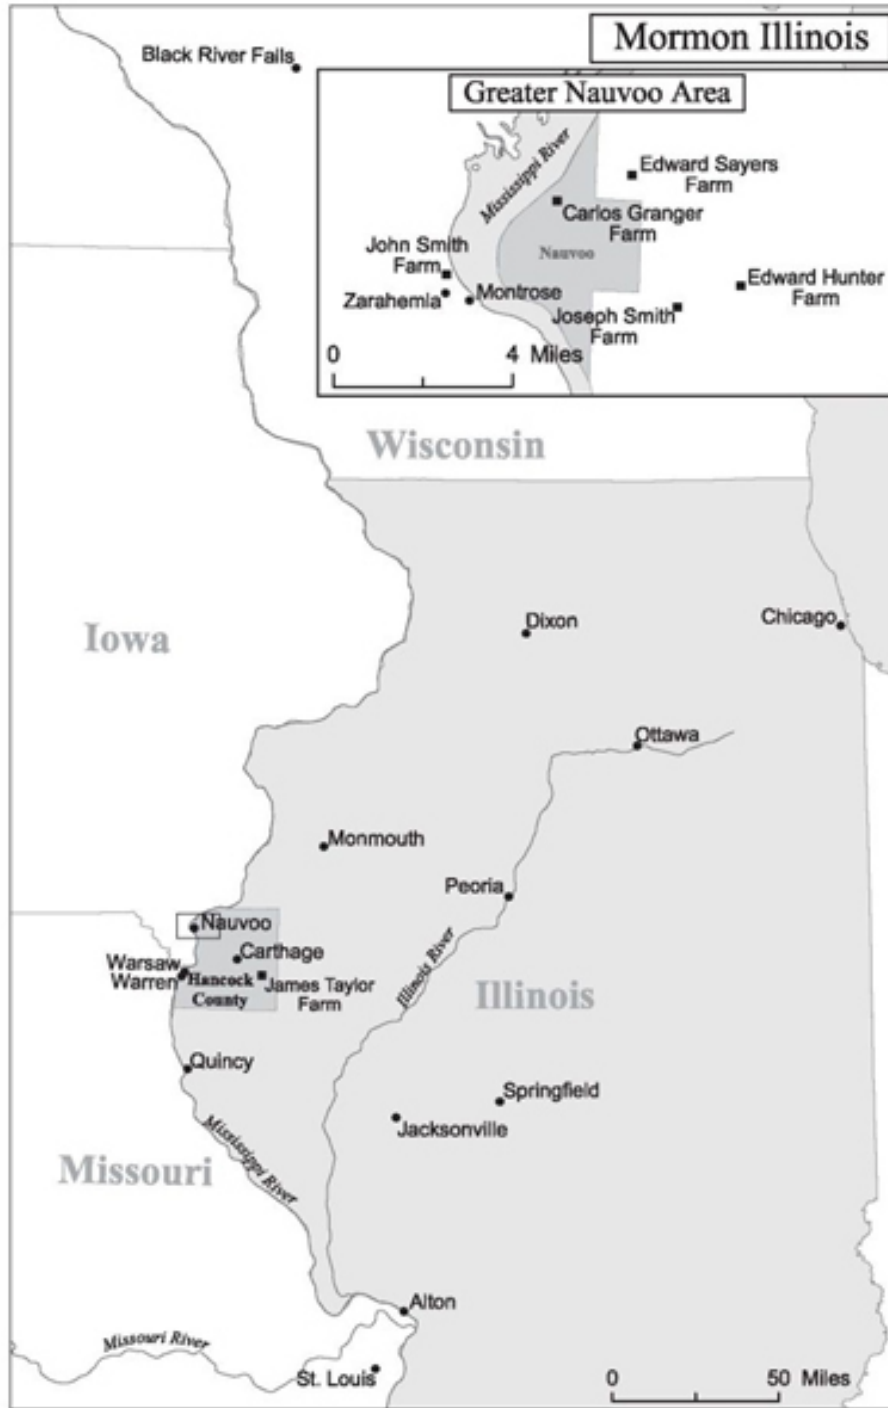 Mormon Illinois
Black River Falls
Greater Nauvoo Area
Mississippi River
Edward Sayers
Farm
Carlos Granger
Farm
John Smith
Farm
Nauvoo
Zarahemla
Montrose
Edward Hunter
Farm
Joseph Smith
Farm
0 4 Miles
Wisconsin
Iowa
Dixon
Chicago
Ottawa
Monmouth
Peoria
Nauvoo
Carthage
Warsaw
Warren
Hancock
County
James Taylor
Farm
Illinois River
Illinois
Quincy
Springfield
Jacksonville
Mississippi River
Missouri
Alton
Missouri River
St. Louis
0 50 Miles